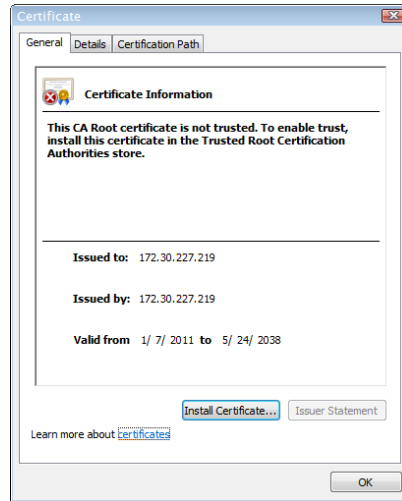 Certificate
General Details Certification Path
Certificate Information
This CA Root certificate is not trusted. To enable trust,
install this certificate in the Trusted Root Certification
Authorities store.
Issued to: 172.30.227.219
Issued by: 172.30.227.219
Valid from 1/ 7/ 2011 to 5/ 24/ 2038
Install Certificate... Issuer Statement
Learn more about certificates
OK